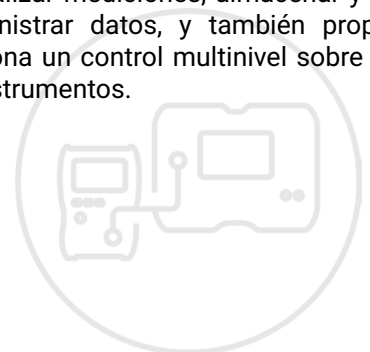 lizar mediciones, almacenar y
nistrar datos, y también prop
ona un control multinivel sobre
strumentos.